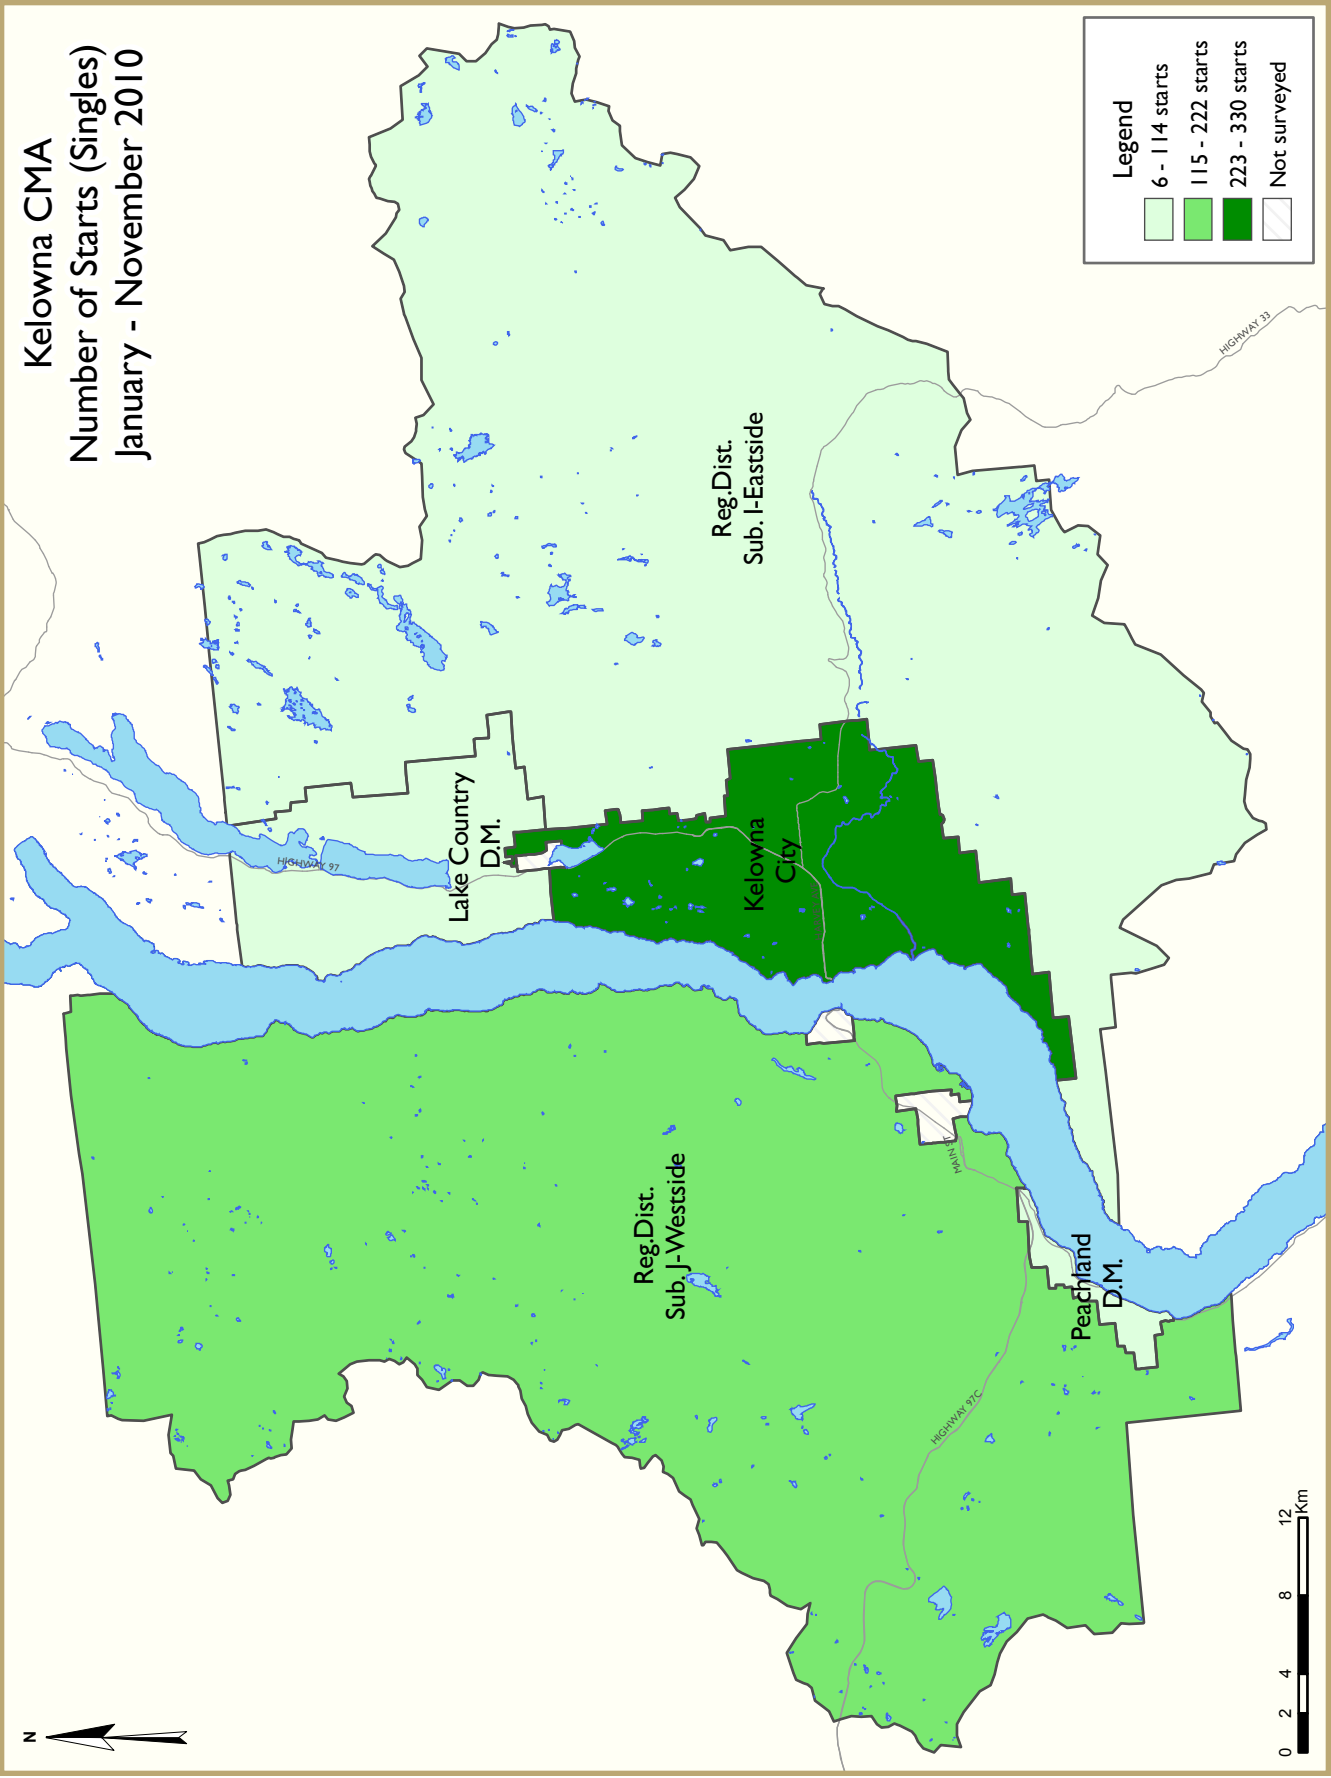 Kelowna CMA
Number of Starts (Singles)
January - November 2010
Legend
6 - 114 starts
115 - 222 starts
223 - 330 starts
Not surveyed
HIGHWAY 33
HIGHWAY 97
Lake Country
D.M.
Reg.Dist.
Sub. I-Eastside
Kelowna
City
Reg.Dist.
Sub. J-Westside
MAIN ST
Peachland
D.M.
HIGHWAY 97C
N
0 2 4 8 12
Km